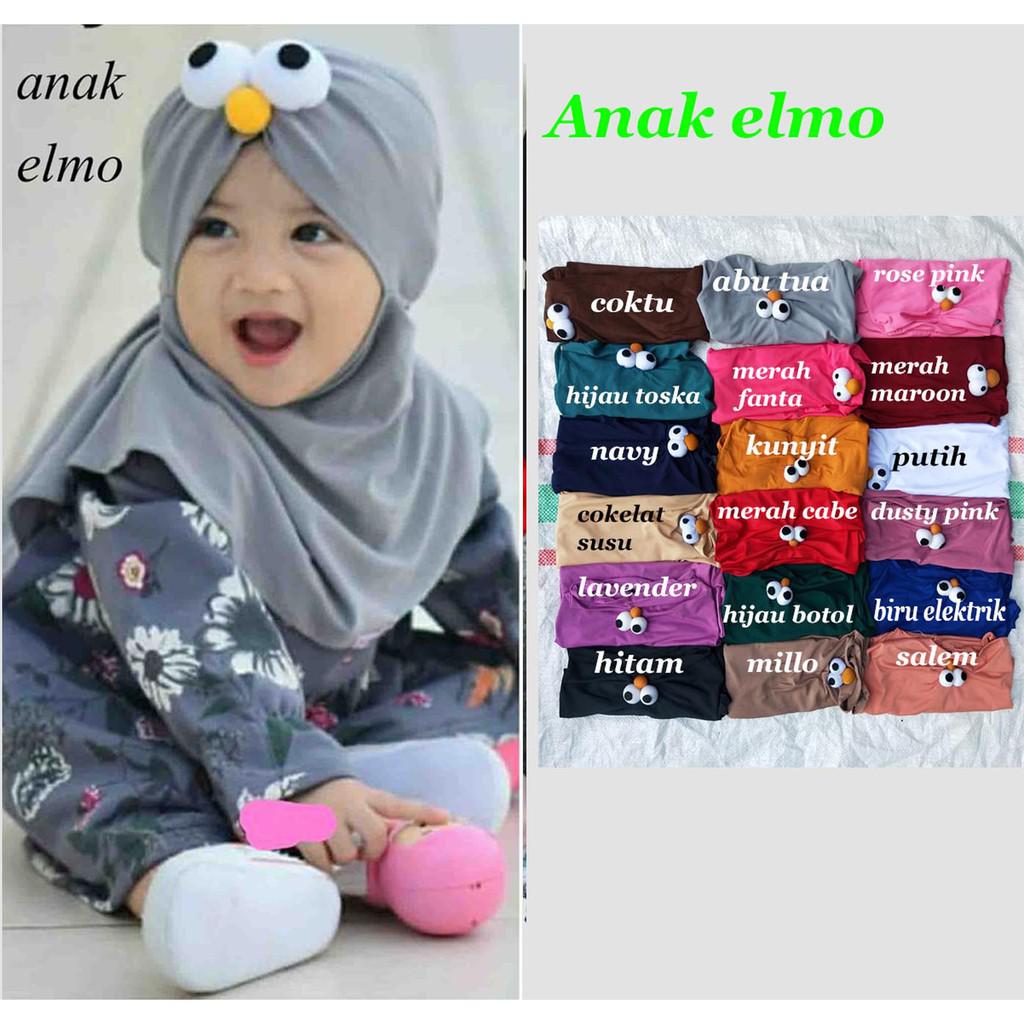 anak
elmo
Anak elmo
coktu
abu tua
rose pink
hijau toska
merah
fanta
merah
maroon
navy
kunyit
putih
cokelat
susu
merah cabe
dusty pink
lavender
hijau botol
biru elektrik
hitam
millo
salem